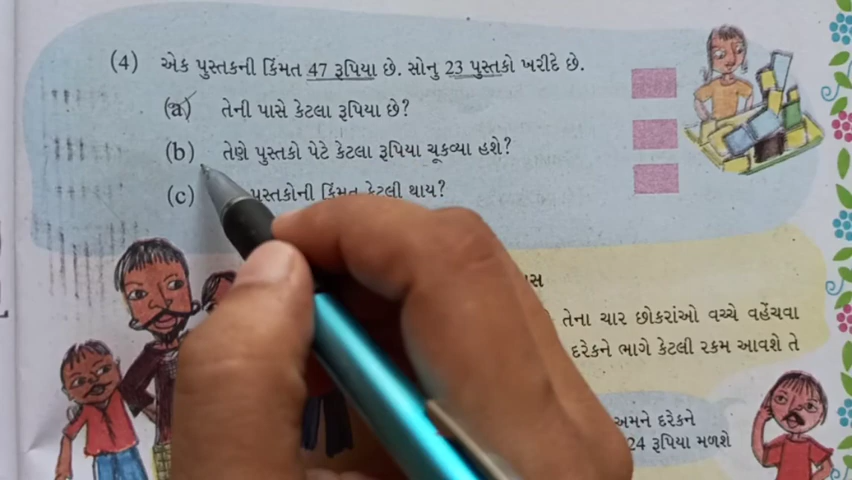 (4) એક પુસ્તકની કિંમત 47 રૂપિયા છે. સોનુ 23 પુસ્તકો ખરીદે છે.
(a) તેની પાસે કેટલા રૂપિયા છે?
(b) તેણે પુસ્તકો પેટે કેટલા રૂપિયા ચૂકવ્યા હશે?
(c) પુસ્તકોની કિંમત કેટલી થાય?
તેના ચાર છોકરાંઓ વચ્ચે વહેંચવા
દરેકને ભાગે કેટલી રકમ આવશે તે
અમને દરેકને
24 રૂપિયા મળશે